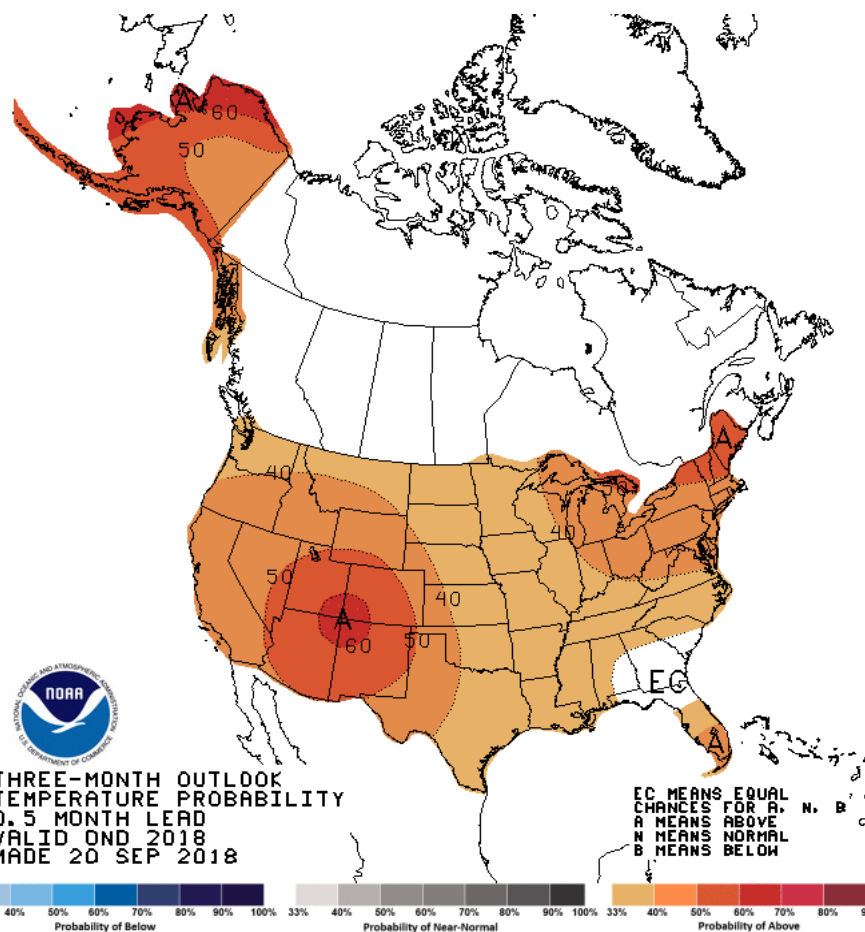 A
60
50
A
40
40
50
40
A
50
60
EC
A
NOAA
NATIONAL OCEANIC AND ATMOSPHERIC ADMINISTRATION
U.S. DEPARTMENT OF COMMERCE
THREE-MONTH OUTLOOK
TEMPERATURE PROBABILITY
0.5 MONTH LEAD
VALID OND 2018
MADE 20 SEP 2018
EC MEANS EQUAL
CHANCES FOR A, N, B
A MEANS ABOVE
N MEANS NORMAL
B MEANS BELOW
40% 50% 60% 70% 80% 90% 100%
Probability of Below
33% 40% 50% 60% 70% 80% 90% 100%
Probability of Near-Normal
33% 40% 50% 60% 70% 80% 9
Probability of Above